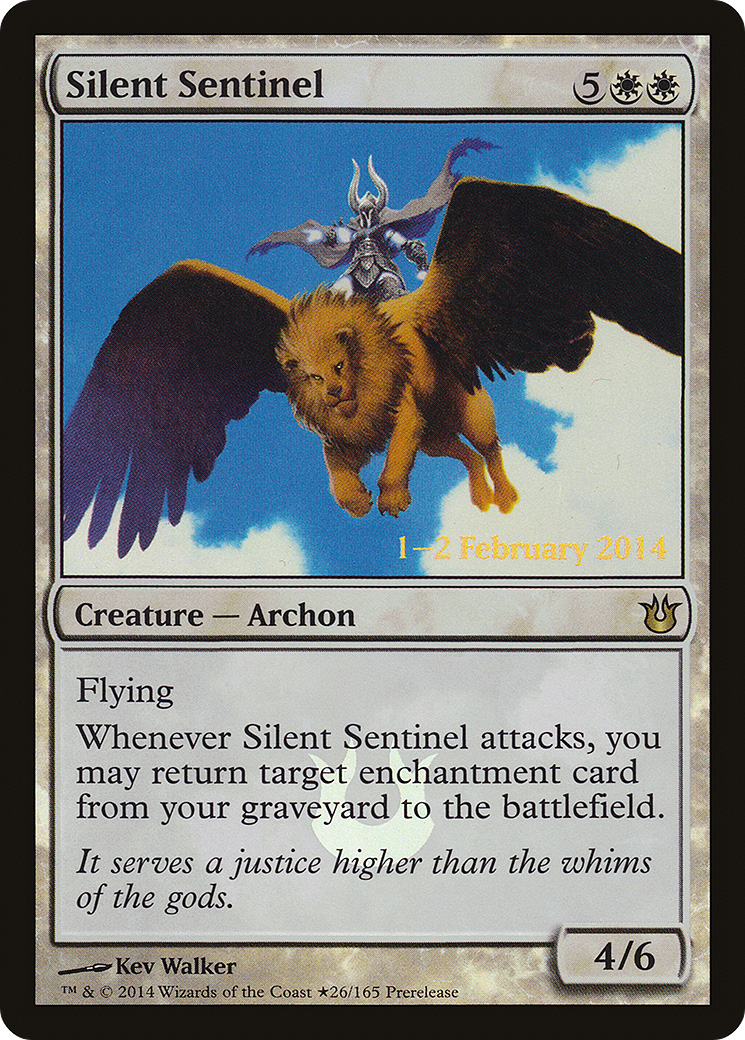 Silent Sentinel 5
1–2 February 2014
Creature — Archon
Flying
Whenever Silent Sentinel attacks, you
may return target enchantment card
from your graveyard to the battlefield.
It serves a justice higher than the whims
of the gods.
4/6
Kev Walker
™ & © 2014 Wizards of the Coast ★26/165 Prerelease